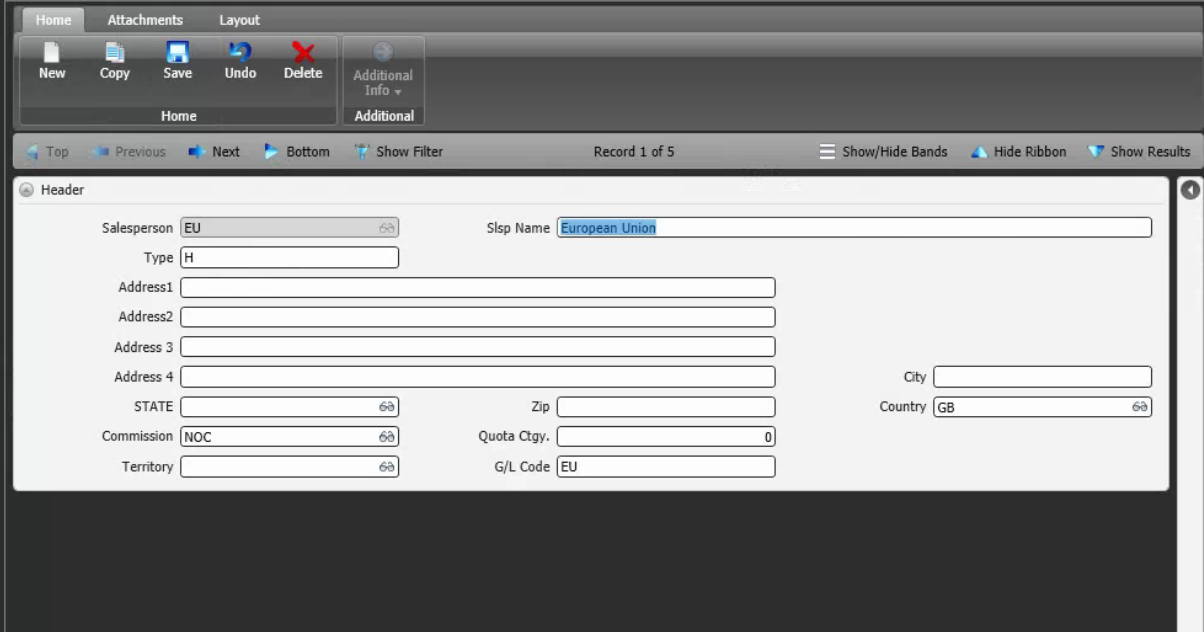 Home Attachments Layout
New Copy Save Undo Delete Additional Info
Home Additional
Top Previous Next Bottom Show Filter Record 1 of 5 Show/Hide Bands Hide Ribbon Show Results
Header
Salesperson EU Slsp Name European Union
Type H
Address1
Address2
Address 3
Address 4 City
STATE Zip Country GB
Commission NOC Quota Ctgy. 0
Territory G/L Code EU